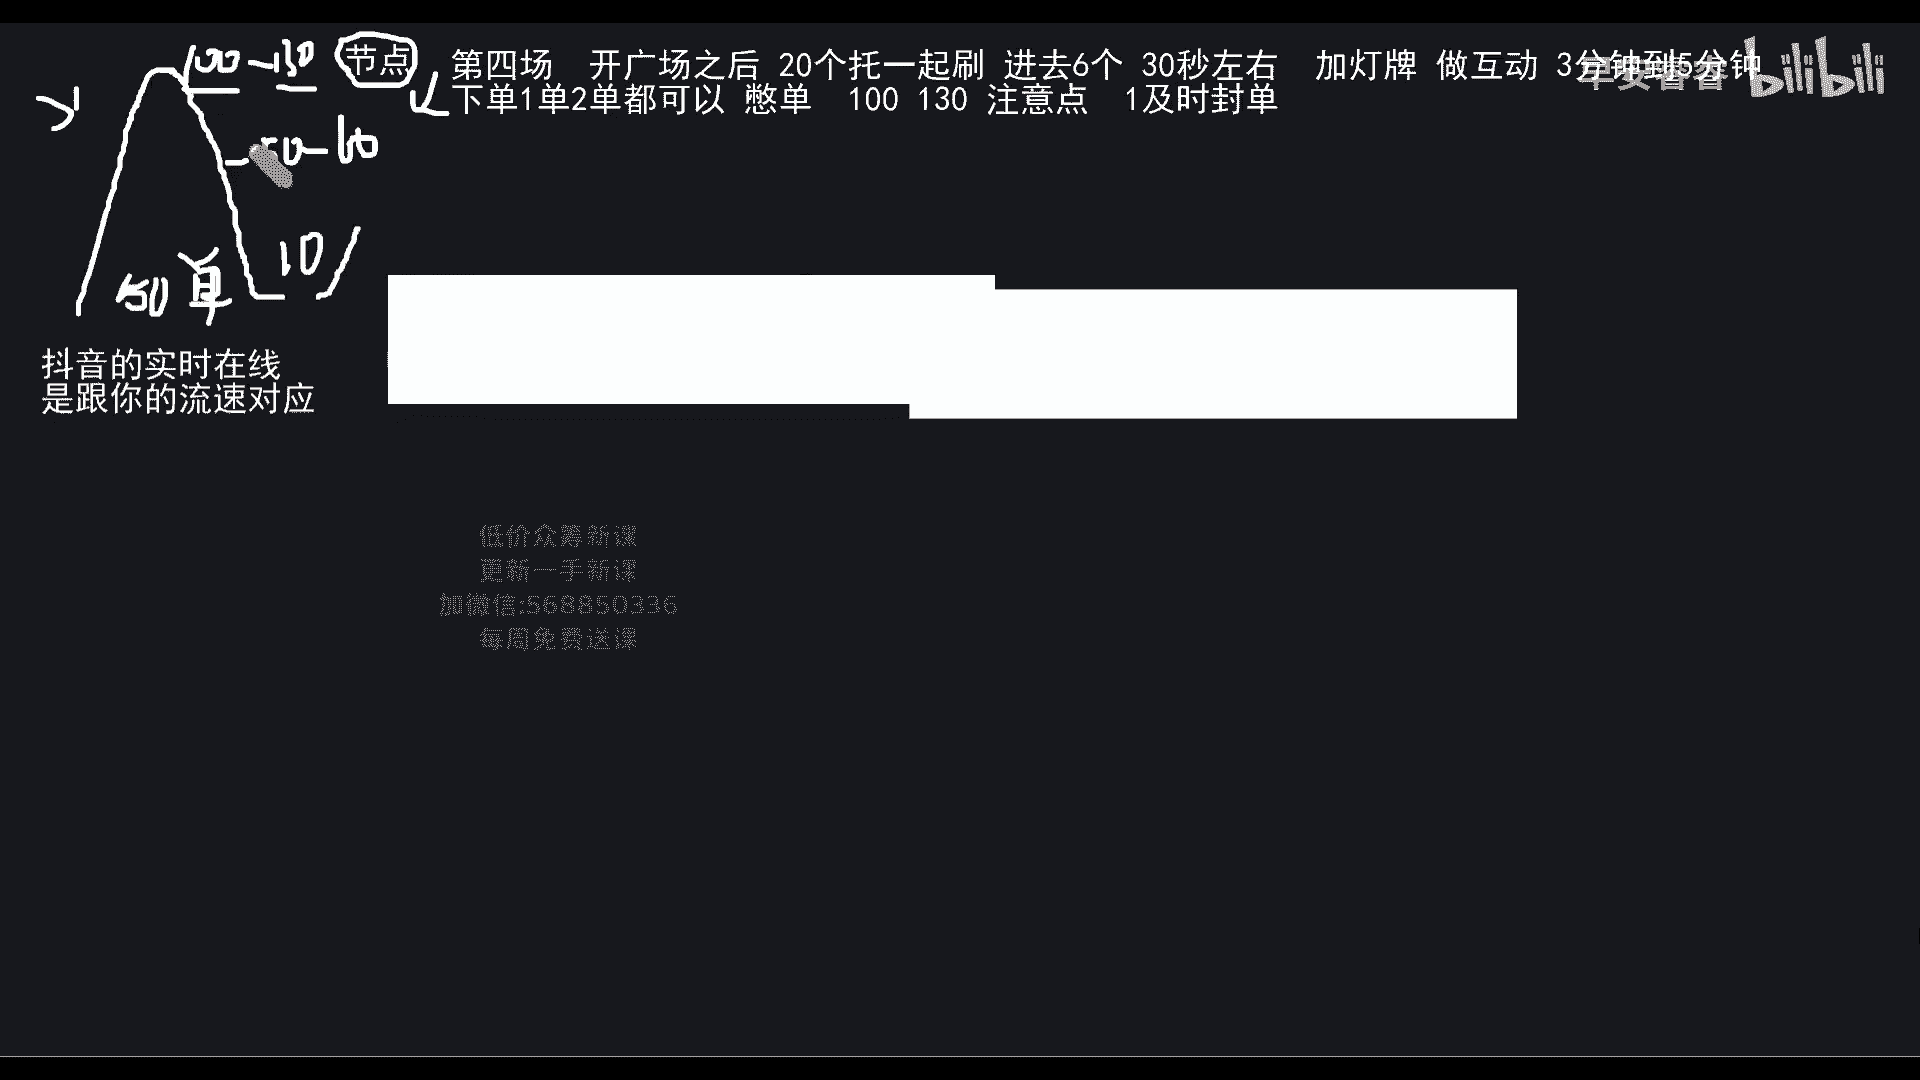 100-130 节点
第四场 开广场之后 20个托一起刷 进去6个 30秒左右 加灯牌 做互动 3分钟到5分钟
下单1单2单都可以 憋单 100 130 注意点 1及时封单
bilibili
50-60
10
50单
抖音的实时在线
是跟你的流速对应
低价众筹新课
更新一手新课
加微信:568850336
每周免费送课